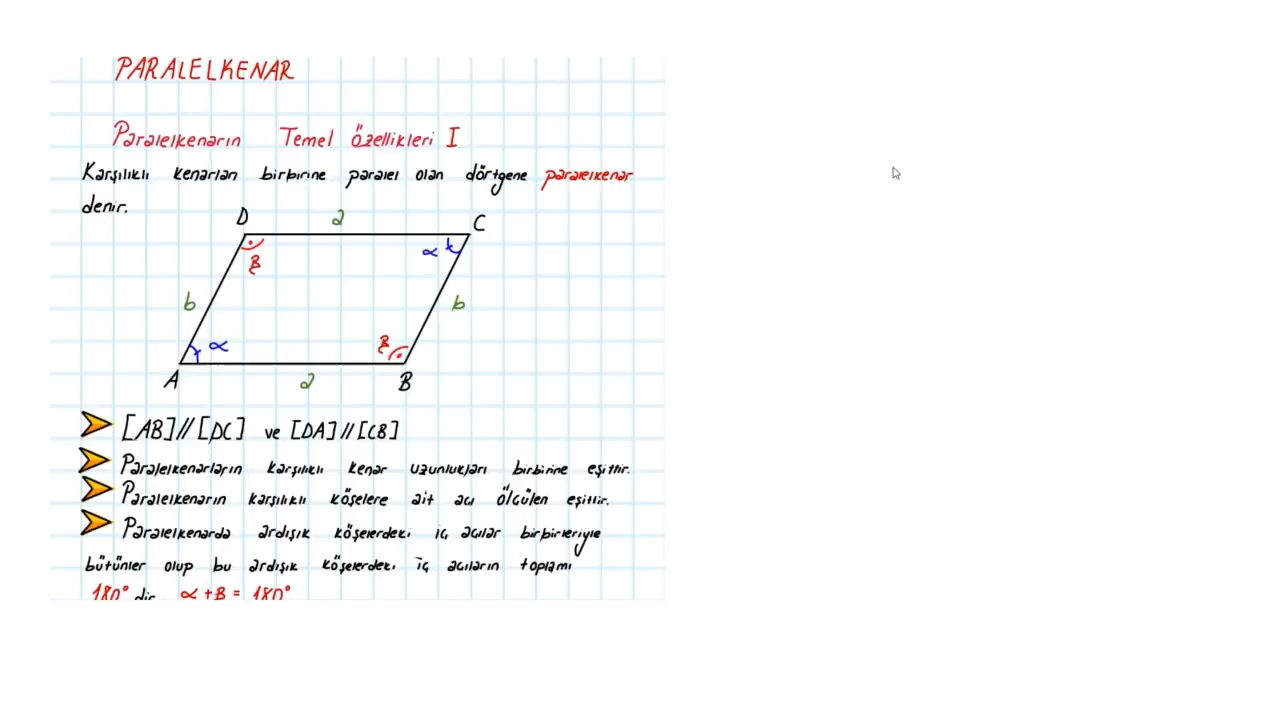 PARALELKENAR
Paralelkenarın Temel Özellikleri I
Karşılıklı kenarları birbirine paralel olan dörtgene paralelkenar
denir.
D a C
α
β
b b
α β
A a B
[AB]//[DC] ve [DA]//[CB]
Paralelkenarların karşılıklı kenar uzunlukları birbirine eşittir.
Paralelkenarın karşılıklı köşelere ait açı ölçüleri eşittir.
Paralelkenarda ardışık köşelerdeki iç açılar birbirleriyle
bütünler olup bu ardışık köşelerdeki iç açıların toplamı
180° dir α + β = 180°